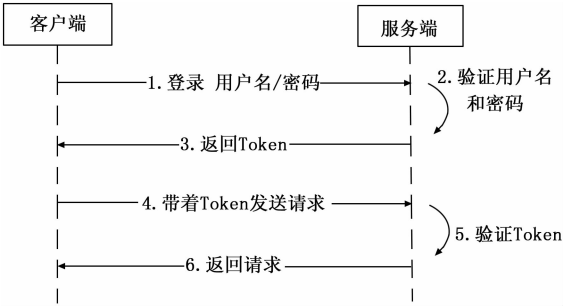 客户端
服务端
1.登录 用户名/密码
2.验证用户名
和密码
3.返回Token
4.带着Token发送请求
5.验证Token
6.返回请求